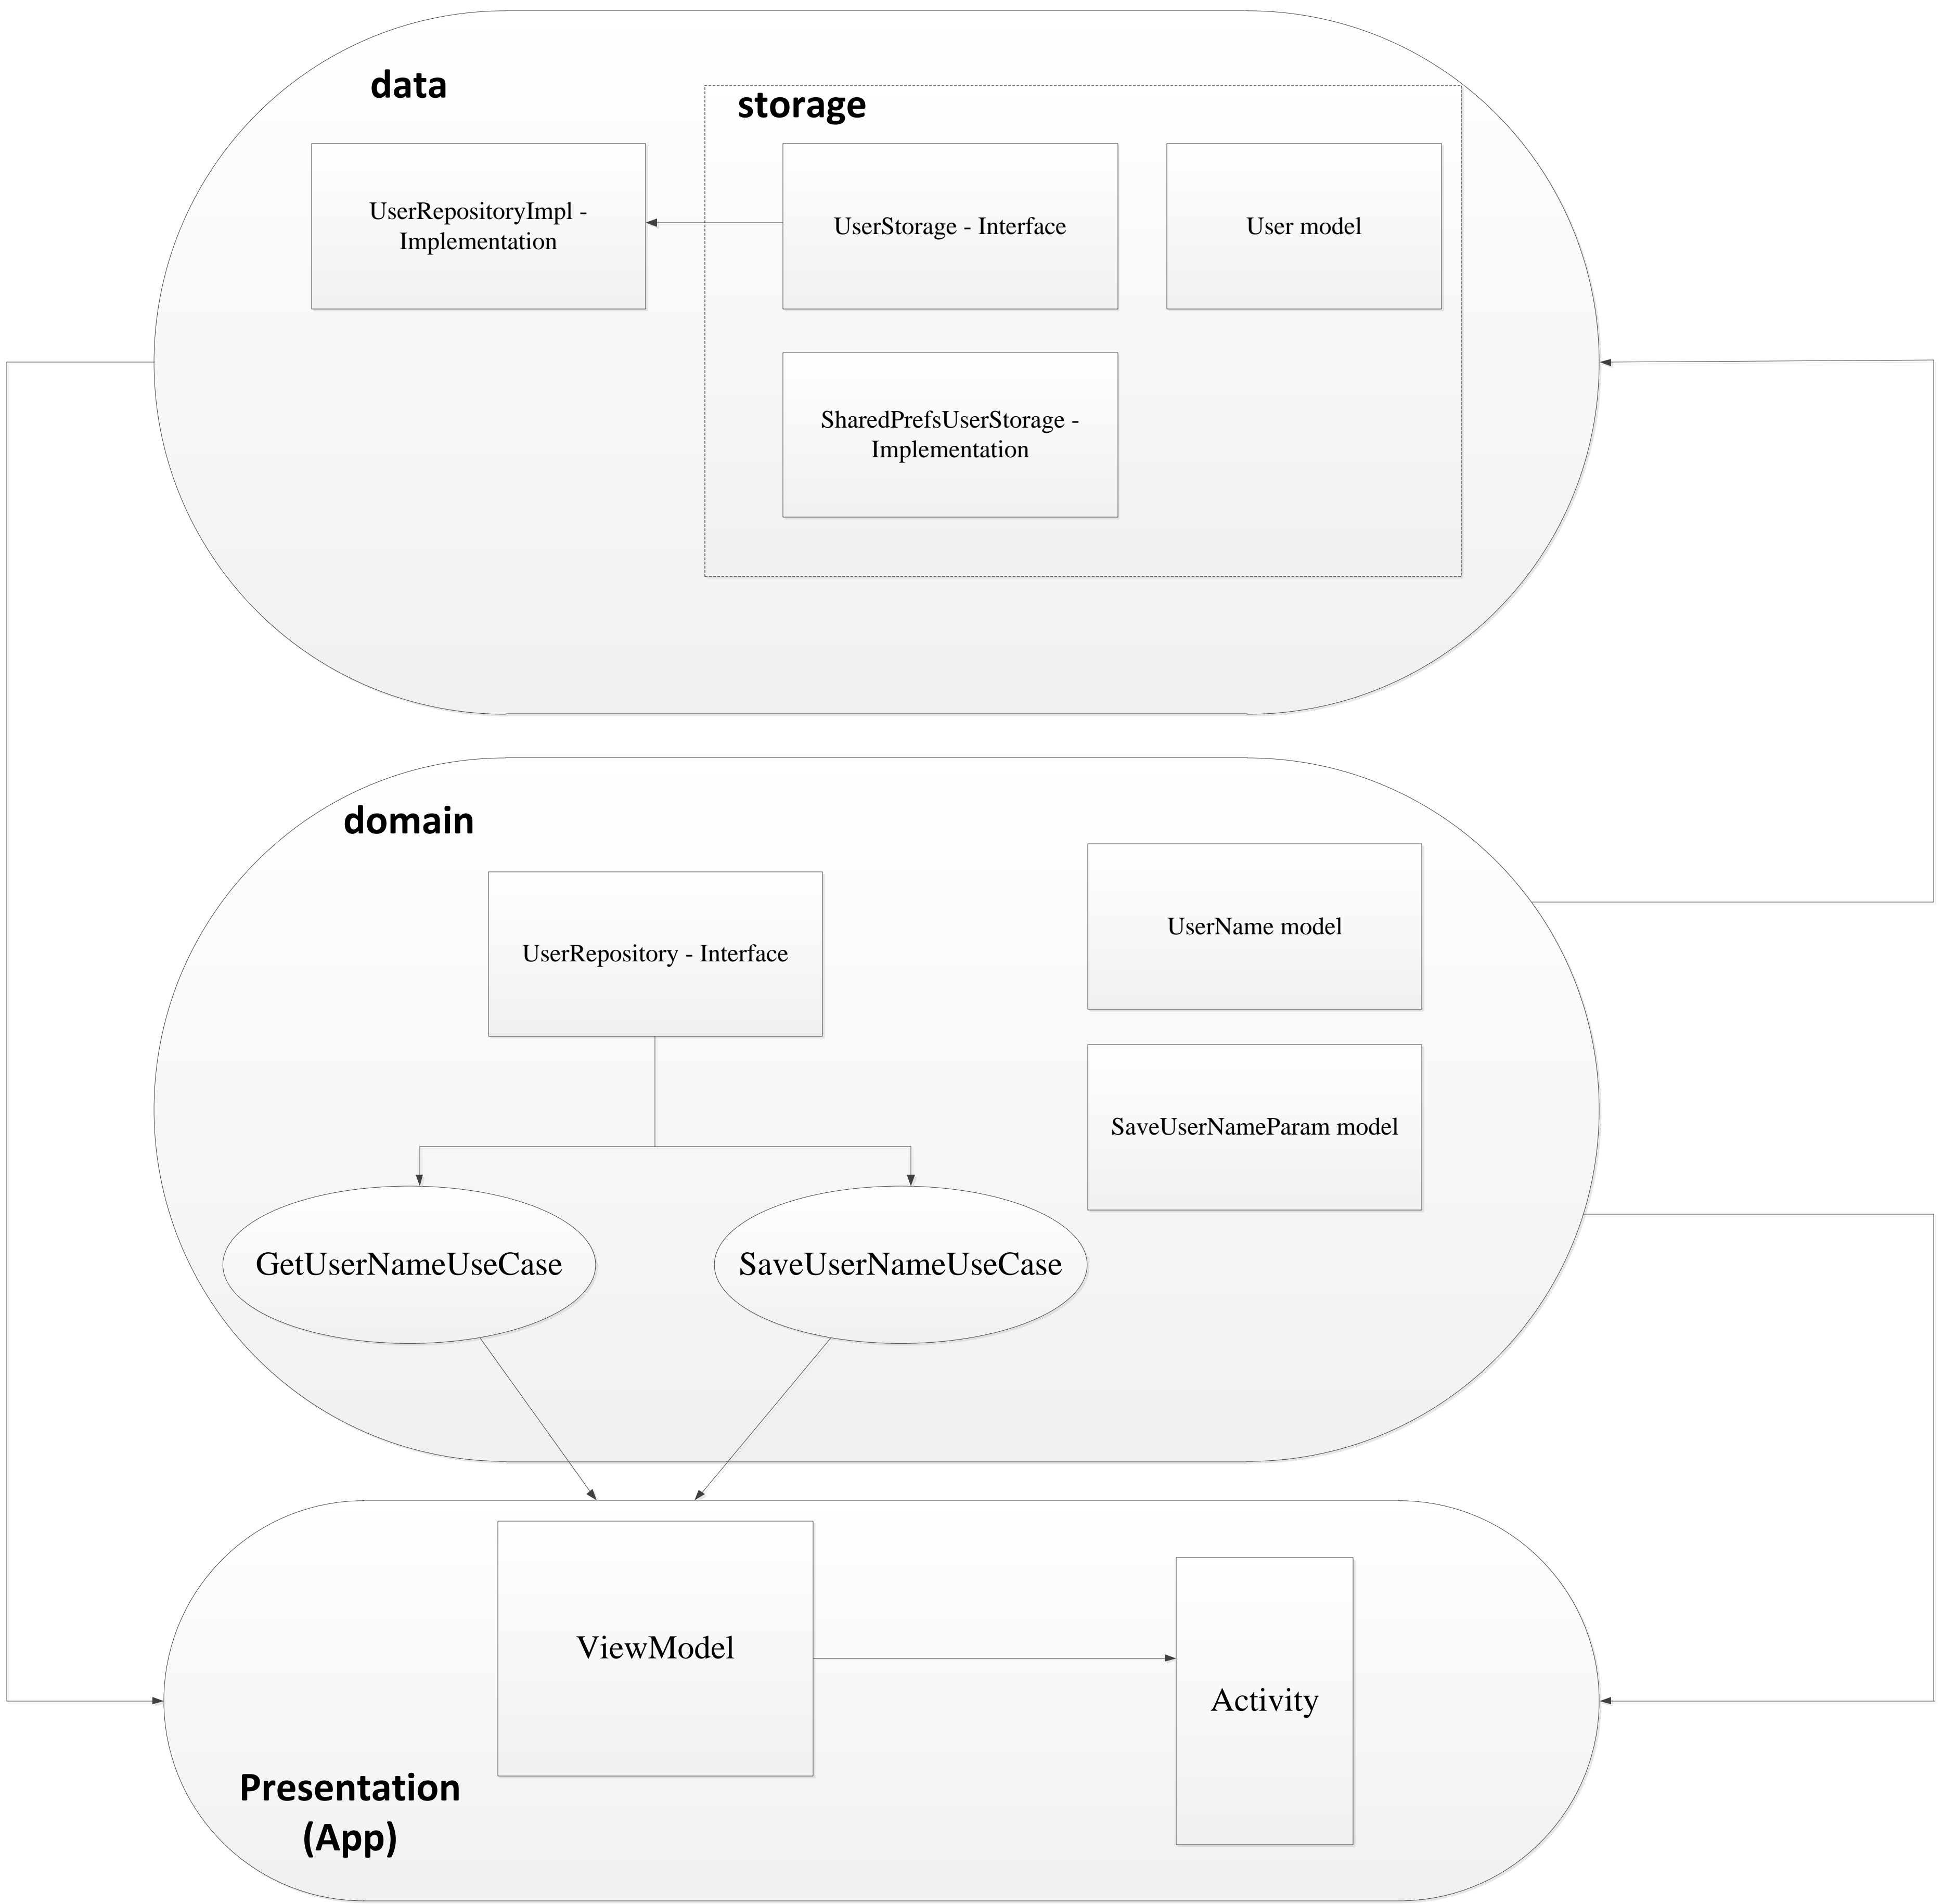 data
storage
UserRepositoryImpl -
Implementation
UserStorage - Interface
User model
SharedPrefsUserStorage -
Implementation
domain
UserName model
UserRepository - Interface
SaveUserNameParam model
GetUserNameUseCase
SaveUserNameUseCase
ViewModel
Activity
Presentation
(App)